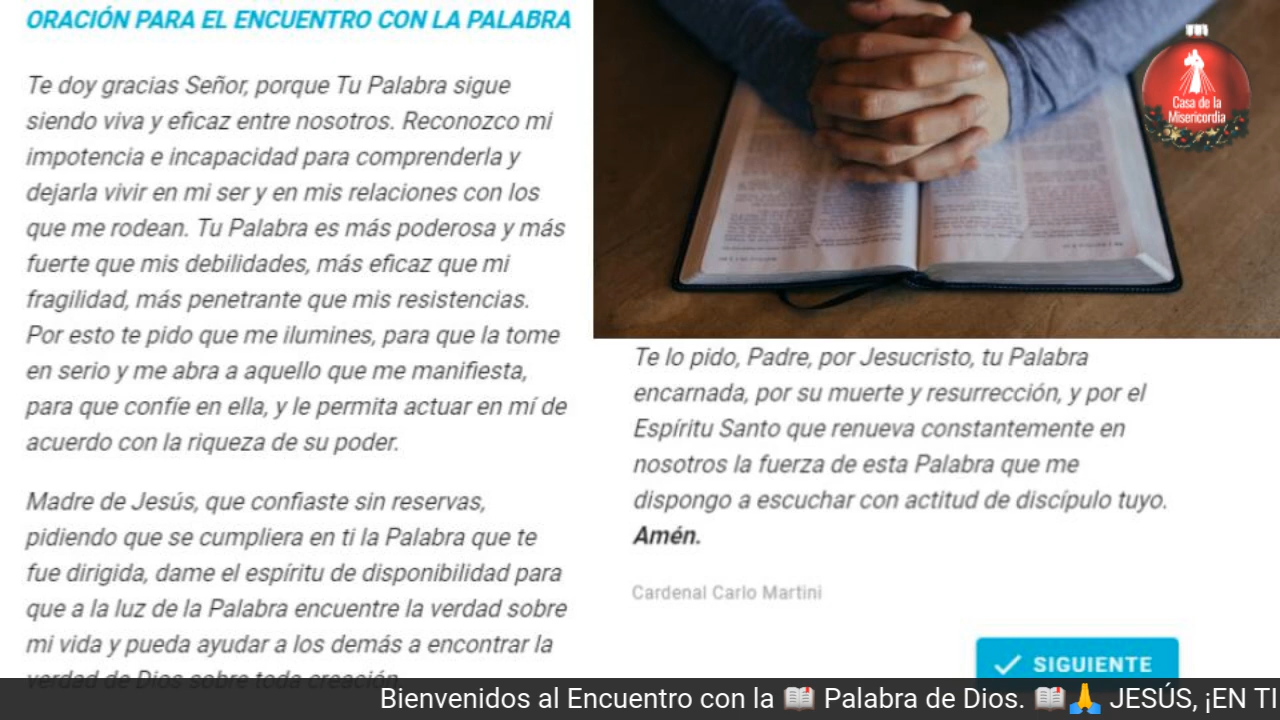 ORACIÓN PARA EL ENCUENTRO CON LA PALABRA
Te doy gracias Señor, porque Tu Palabra sigue
siendo viva y eficaz entre nosotros. Reconozco mi
impotencia e incapacidad para comprenderla y
dejarla vivir en mi ser y en mis relaciones con los
que me rodean. Tu Palabra es más poderosa y más
fuerte que mis debilidades, más eficaz que mi
fragilidad, más penetrante que mis resistencias.
Por esto te pido que me ilumines, para que la tome
en serio y me abra a aquello que me manifiesta,
para que confíe en ella, y le permita actuar en mí de
acuerdo con la riqueza de su poder.
Madre de Jesús, que confiaste sin reservas,
pidiendo que se cumpliera en ti la Palabra que te
fue dirigida, dame el espíritu de disponibilidad para
que a la luz de la Palabra encuentre la verdad sobre
mi vida y pueda ayudar a los demás a encontrar la
verdad de Dios sobre toda creación.
Casa de la
Misericordia
Te lo pido, Padre, por Jesucristo, tu Palabra
encarnada, por su muerte y resurrección, y por el
Espíritu Santo que renueva constantemente en
nosotros la fuerza de esta Palabra que me
dispongo a escuchar con actitud de discípulo tuyo.
Amén.
Cardenal Carlo Martini
SIGUIENTE
Bienvenidos al Encuentro con la 📖 Palabra de Dios. 📖🙏 JESÚS, ¡EN TI